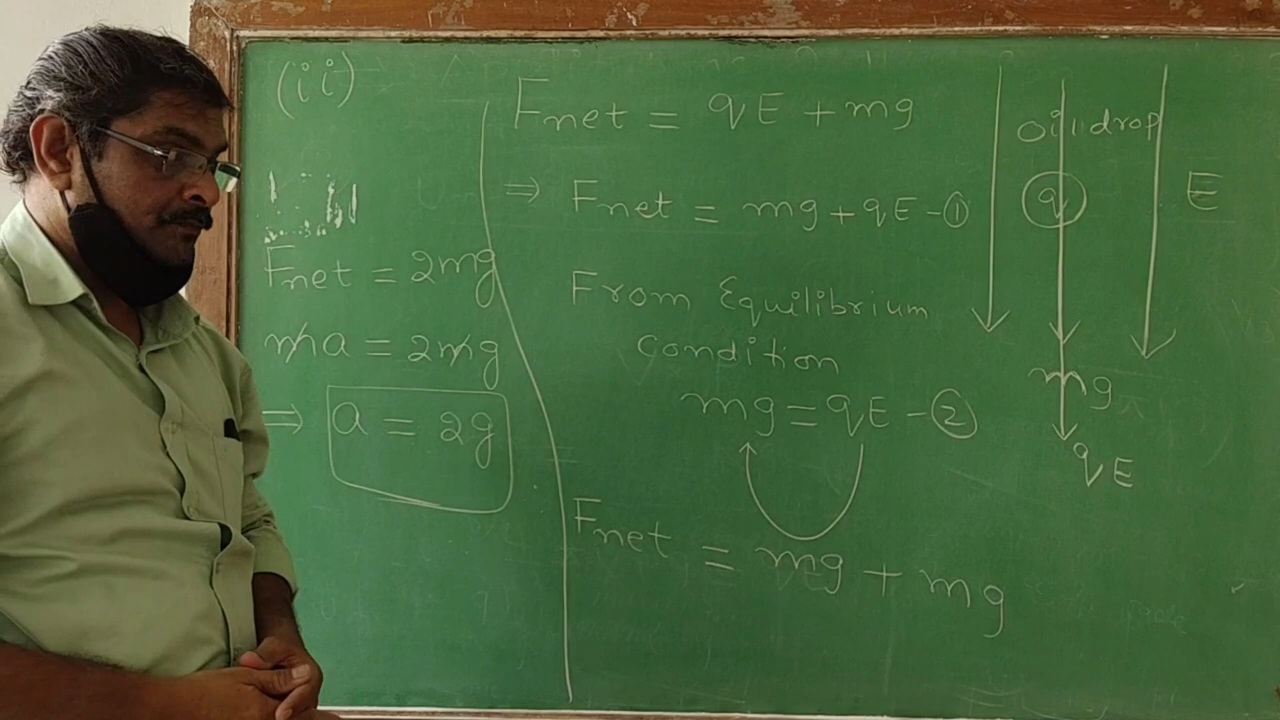 (ii)
Fnet = qE + mg
⇒ Fnet = mg + qE - ①
From Equilibrium
condition
mg = qE - ②
Fnet = mg + mg
Fnet = 2mg
ma = 2mg
⇒ a = 2g
Oil drop
q
E
mg
qE